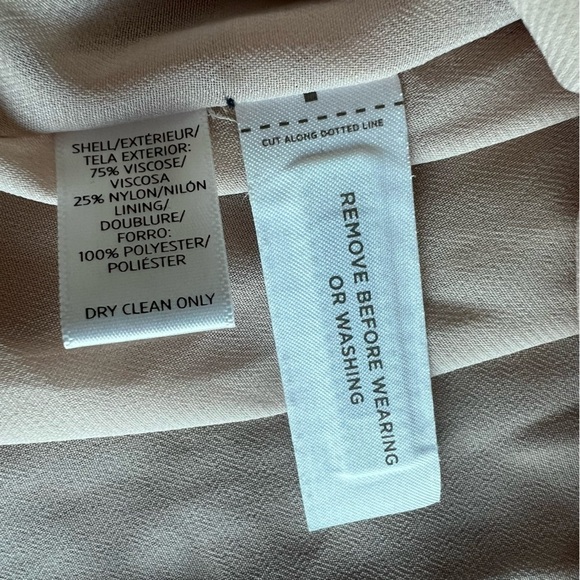 SHELL/EXTÉRIEUR/
TELA EXTERIOR:
75% VISCOSE/
VISCOSA
25% NYLON/NILÓN
LINING/
DOUBLURE/
FORRO:
100% POLYESTER/
POLIÉSTER
DRY CLEAN ONLY
CUT ALONG DOTTED LINE
REMOVE BEFORE WEARING
OR WASHING